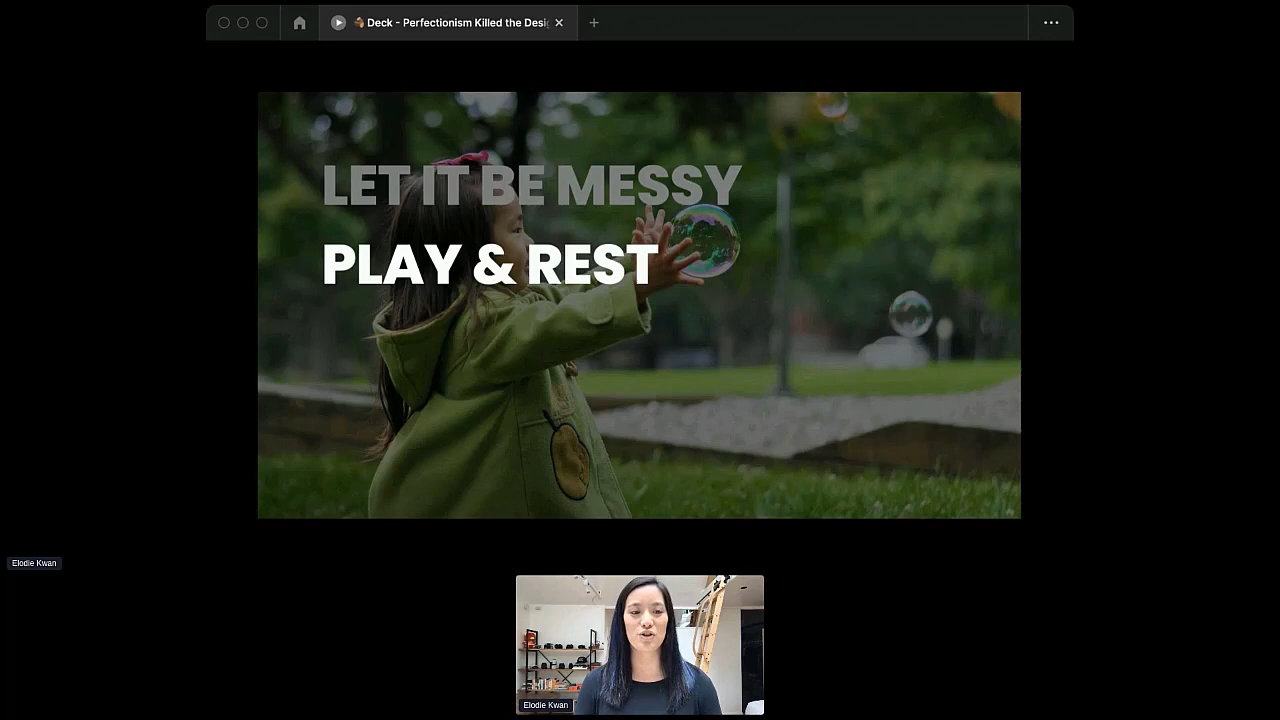 Deck - Perfectionism Killed the Desi
LET IT BE MESSY
PLAY & REST
Elodie Kwan
Elodie Kwan